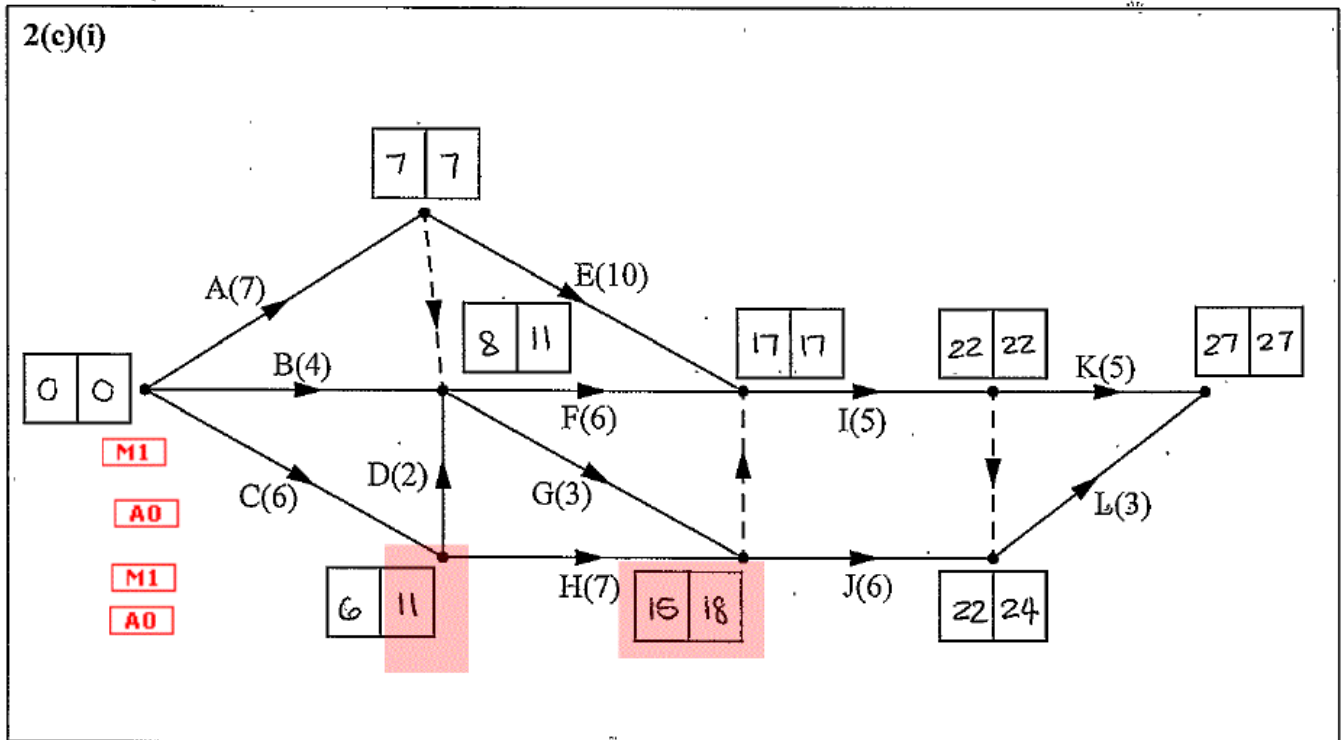 2(c)(i)
7 7
A(7)
E(10)
8 11
17 17
22 22
27 27
0 0
B(4)
F(6)
I(5)
K(5)
M1
C(6)
D(2)
G(3)
L(3)
A0
M1
A0
6 11
H(7)
15 18
J(6)
22 24